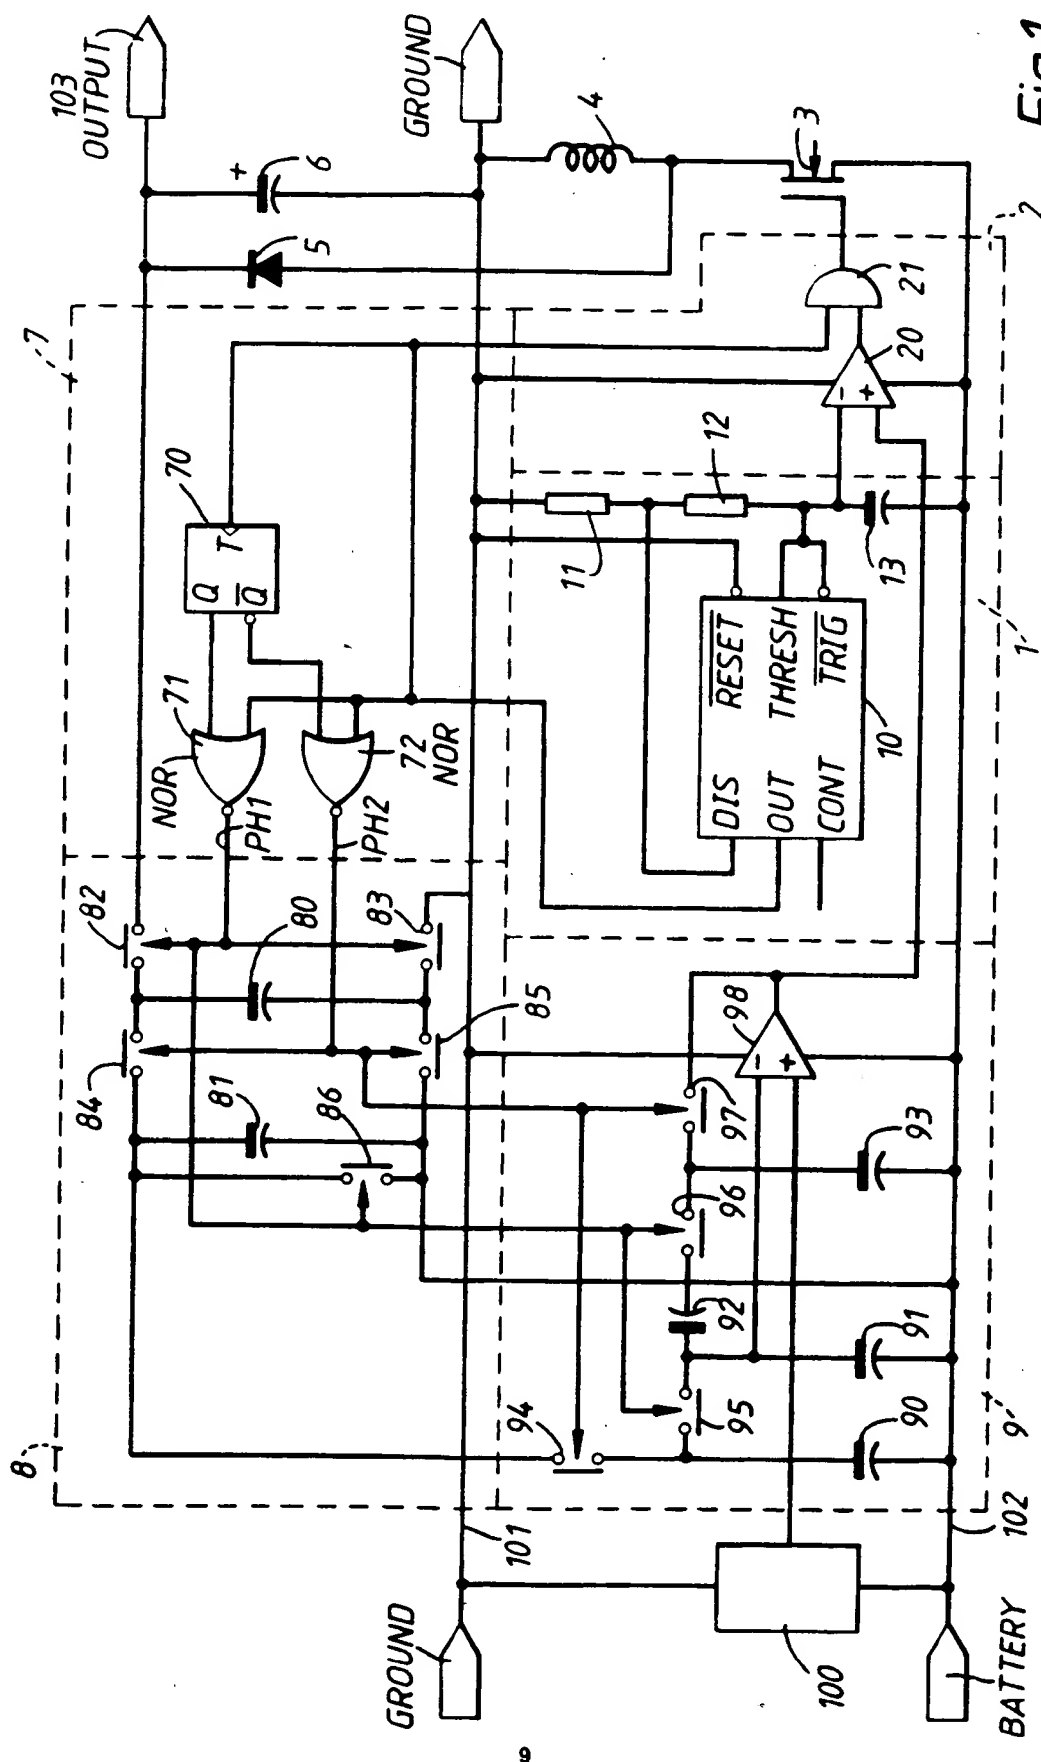 103
OUTPUT
GROUND
+
6
5
4
3
2
7
70
Q
T
Q̅
21
20
-
+
12
11
13
1
71
NOR
72
NOR
PH1
PH2
R̅E̅S̅E̅T̅
THRESH
T̅R̅I̅G̅
DIS
OUT
CONT
10
82
80
83
84
81
86
85
98
-
+
97
96
93
92
91
94
95
90
9
8
101
102
GROUND
100
BATTERY
Fig.1
9